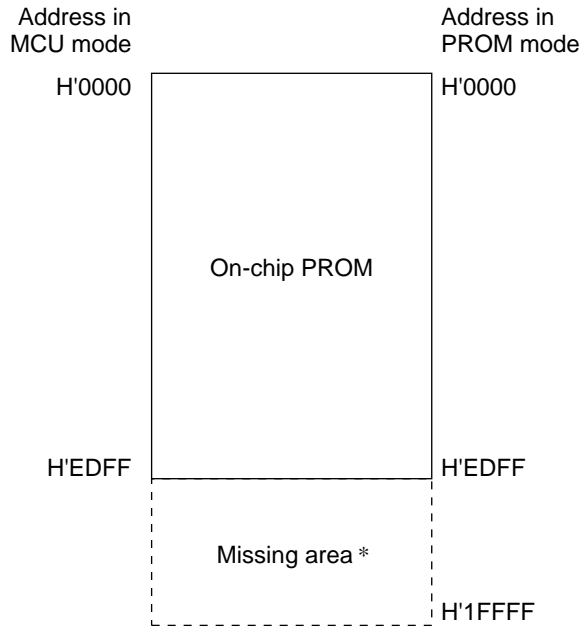 Address in
MCU mode
Address in
PROM mode
H'0000
H'0000
On-chip PROM
H'EDFF
H'EDFF
Missing area *
H'1FFFF